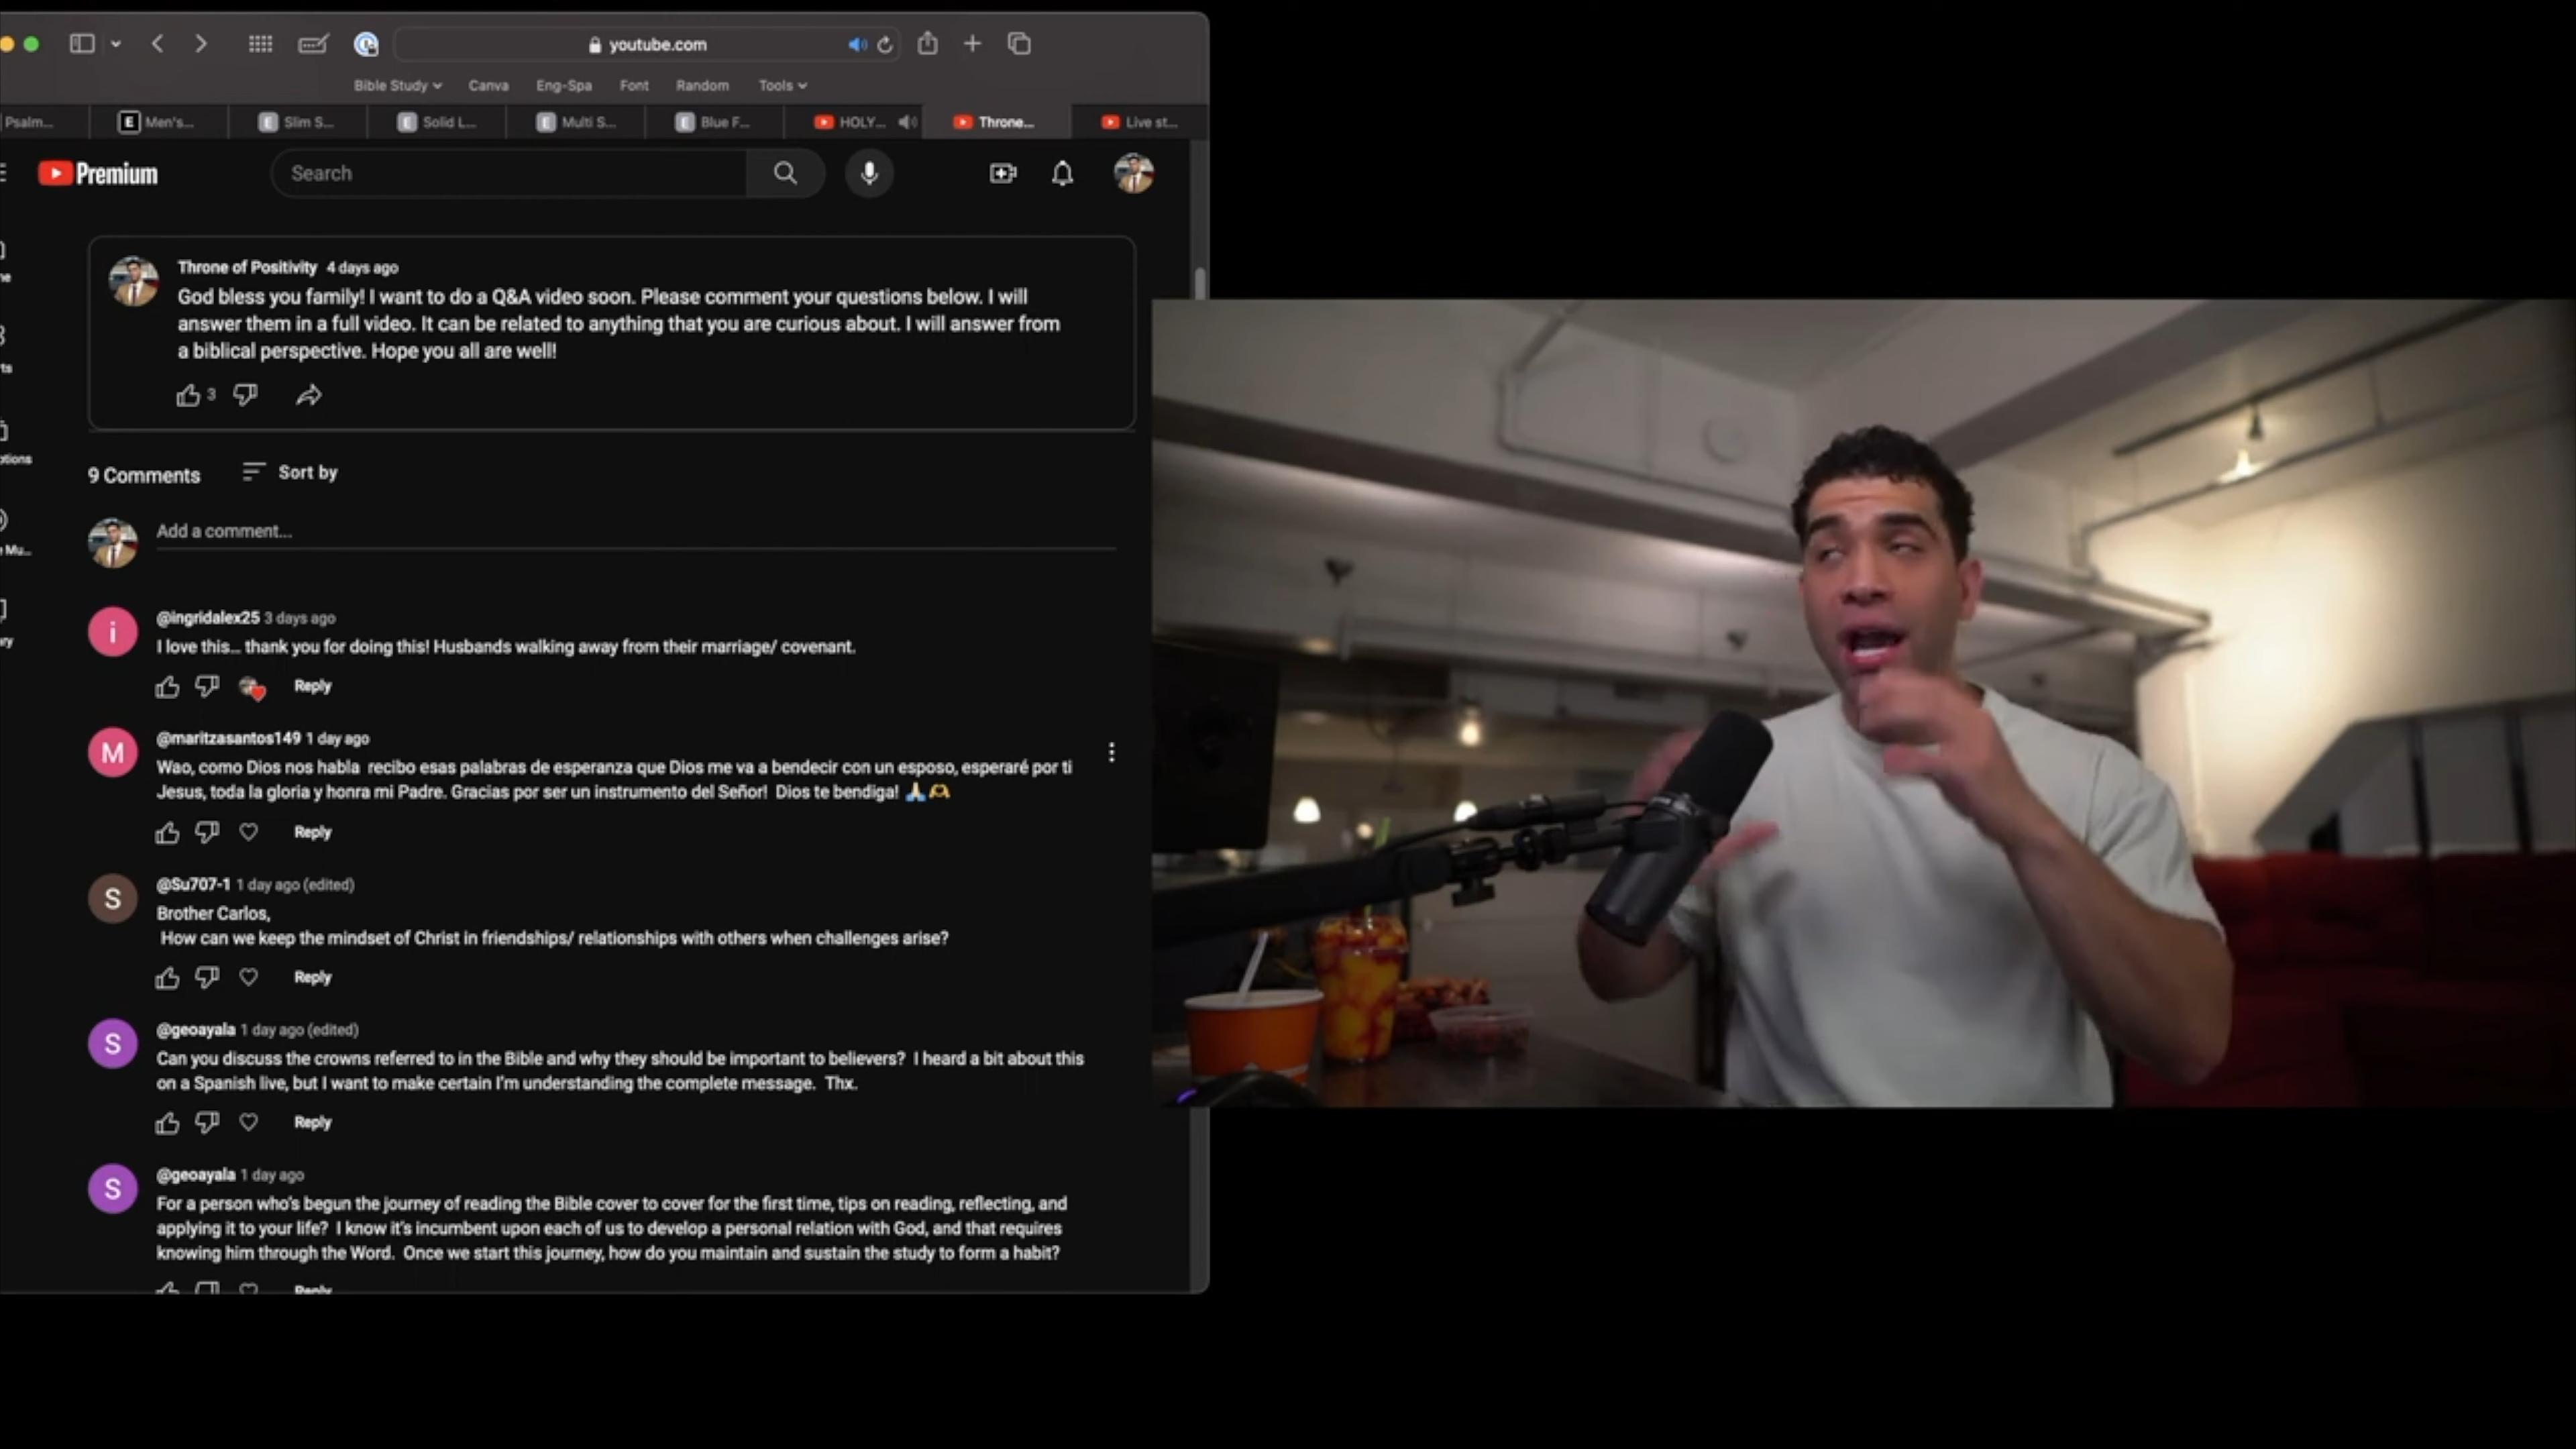 youtube.com
Bible Study
Canva
Eng-Spa
Font
Random
Tools
Psalm...
E Men's...
E Slim S...
E Solid L...
E Multi S...
E Blue F...
HOLY...
Throne...
Live st...
Premium
Search
Throne of Positivity 4 days ago
God bless you family! I want to do a Q&A video soon. Please comment your questions below. I will
answer them in a full video. It can be related to anything that you are curious about. I will answer from
a biblical perspective. Hope you all are well!
3
9 Comments
Sort by
Add a comment...
i
@ingridalex25 3 days ago
I love this... thank you for doing this! Husbands walking away from their marriage/ covenant.
Reply
M
@maritzasantos149 1 day ago
Wao, como Dios nos habla recibo esas palabras de esperanza que Dios me va a bendecir con un esposo, esperaré por ti
Jesus, toda la gloria y honra mi Padre. Gracias por ser un instrumento del Señor! Dios te bendiga! 🙏🫶
Reply
S
@Su707-1 1 day ago (edited)
Brother Carlos,
How can we keep the mindset of Christ in friendships/ relationships with others when challenges arise?
Reply
S
@geoayala 1 day ago (edited)
Can you discuss the crowns referred to in the Bible and why they should be important to believers? I heard a bit about this
on a Spanish live, but I want to make certain I'm understanding the complete message. Thx.
Reply
S
@geoayala 1 day ago
For a person who's begun the journey of reading the Bible cover to cover for the first time, tips on reading, reflecting, and
applying it to your life? I know it's incumbent upon each of us to develop a personal relation with God, and that requires
knowing him through the Word. Once we start this journey, how do you maintain and sustain the study to form a habit?
Reply